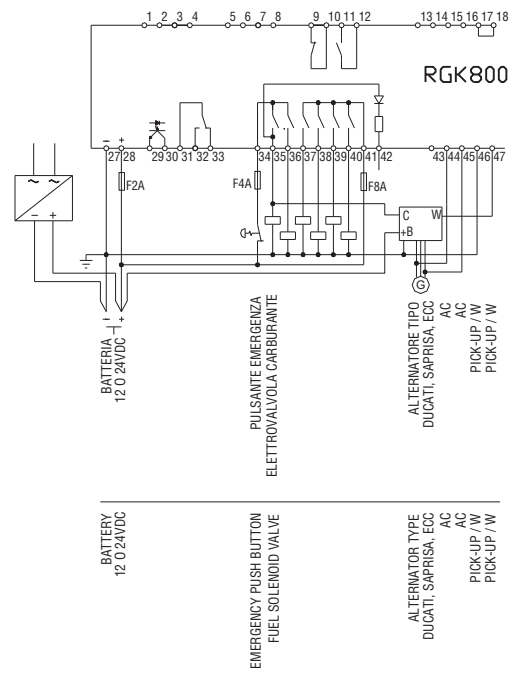 1 2 3 4 5 6 7 8 9 10 11 12 13 14 15 16 17 18
RGK800
– +
27 28 29 30 31 32 33 34 35 36 37 38 39 40 41 42 43 44 45 46 47
F2A
F4A
F8A
~ ~
– +
C W
+B
G
– +
BATTERIA
12 O 24VDC
PULSANTE EMERGENZA
ELETTROVALVOLA CARBURANTE
ALTERNATORE TIPO
DUCATI, SAPRISA, ECC
AC
AC
PICK-UP / W
PICK-UP / W
BATTERY
12 O 24VDC
EMERGENCY PUSH BUTTON
FUEL SOLENOID VALVE
ALTERNATOR TYPE
DUCATI, SAPRISA, ECC
AC
AC
PICK-UP / W
PICK-UP / W